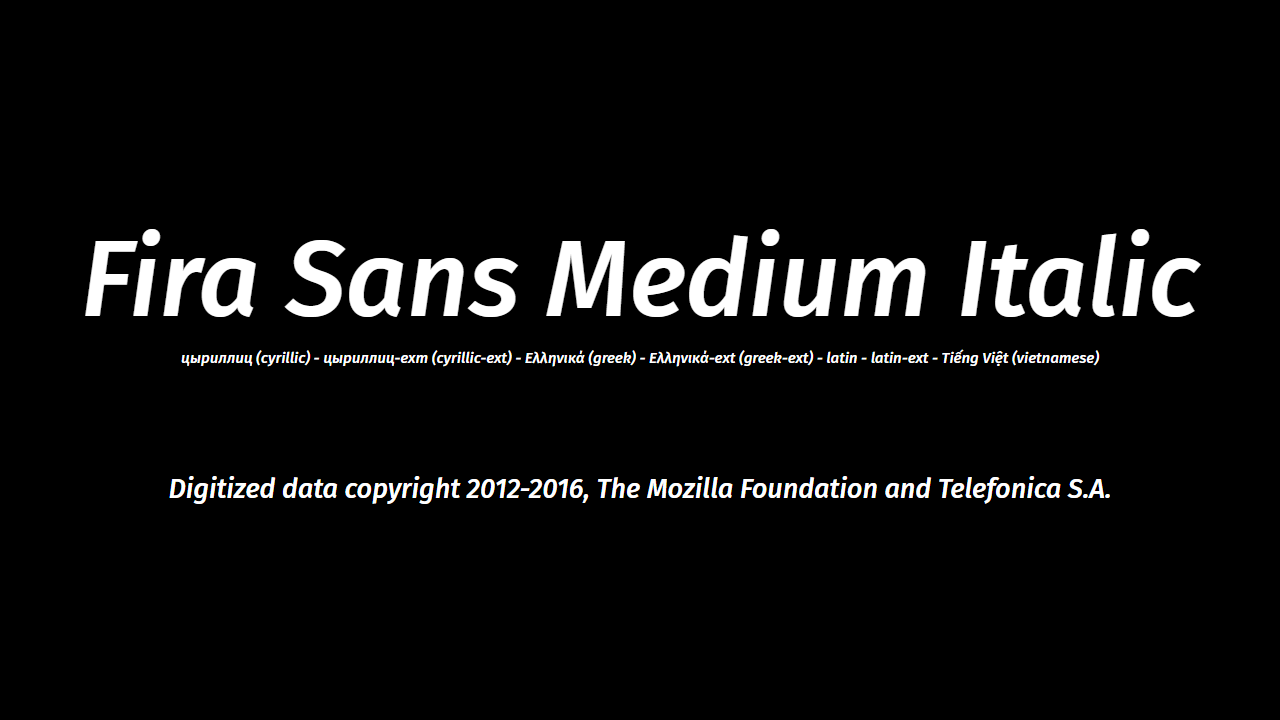 Fira Sans Medium Italic
цыриллиц (cyrillic) - цыриллиц-ext (cyrillic-ext) - Ελληνικά (greek) - Ελληνικά-ext (greek-ext) - latin - latin-ext - Tiếng Việt (vietnamese)
Digitized data copyright 2012-2016, The Mozilla Foundation and Telefonica S.A.